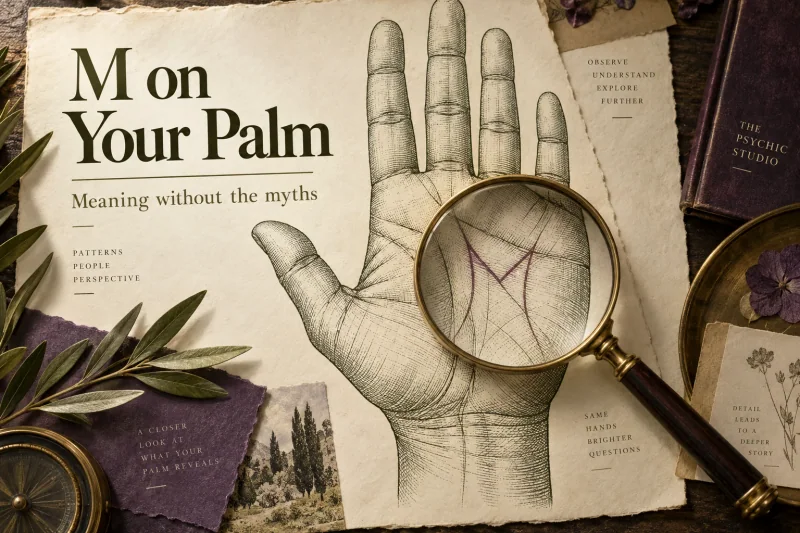 M on
Your Palm
Meaning without the myths
PATTERNS
PEOPLE
PERSPECTIVE
A CLOSER
LOOK AT
WHAT YOUR
PALM REVEALS
OBSERVE
UNDERSTAND
EXPLORE
FURTHER
THE
PSYCHIC
STUDIO
SAME
HANDS
BRIGHTER
QUESTIONS
DETAIL
LEADS
TO A
DEEPER
STORY